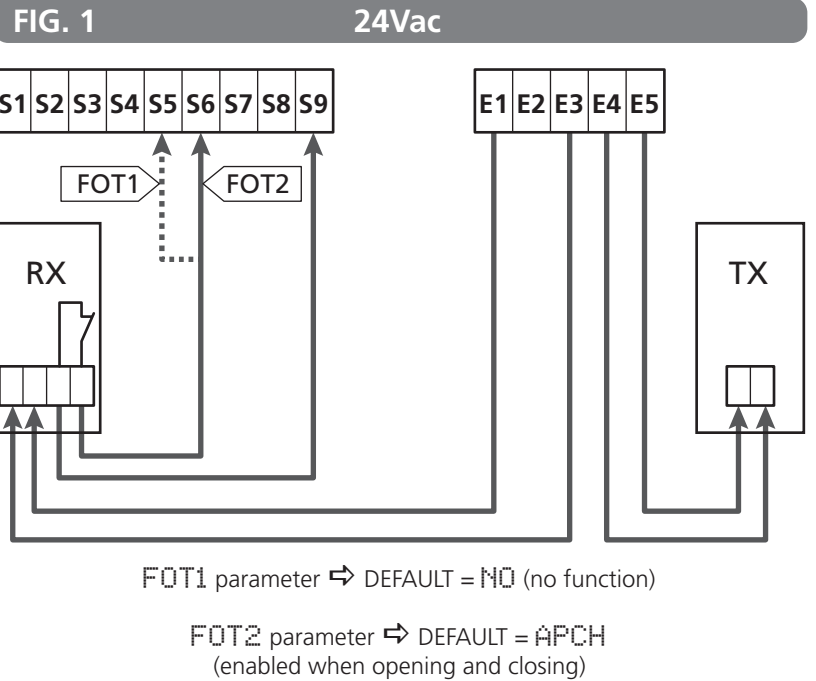 FIG. 1 24Vac
S1 S2 S3 S4 S5 S6 S7 S8 S9 E1 E2 E3 E4 E5
FOT1 FOT2
RX TX
FOT1 parameter ➪ DEFAULT = NO (no function)
FOT2 parameter ➪ DEFAULT = APCH
(enabled when opening and closing)